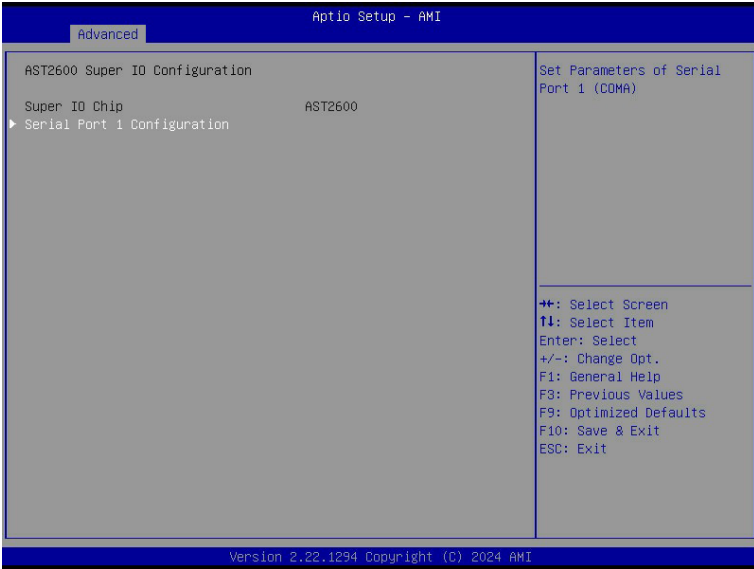 Aptio Setup – AMI
Advanced
AST2600 Super IO Configuration
Super IO Chip AST2600
▶ Serial Port 1 Configuration
Set Parameters of Serial
Port 1 (COMA)
→←: Select Screen
↑↓: Select Item
Enter: Select
+/-: Change Opt.
F1: General Help
F3: Previous Values
F9: Optimized Defaults
F10: Save & Exit
ESC: Exit
Version 2.22.1294 Copyright (C) 2024 AMI